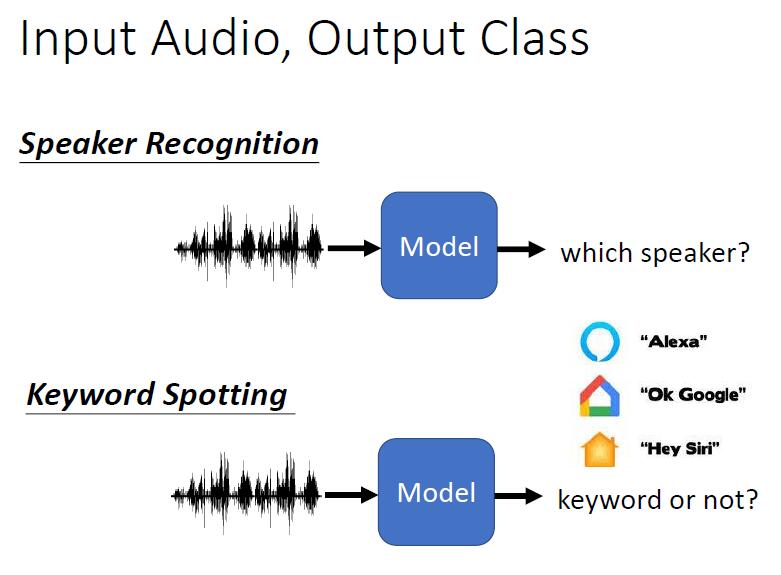 Input Audio, Output Class
Speaker Recognition
Model
which speaker?
"Alexa"
Keyword Spotting
"Ok Google"
"Hey Siri"
Model
keyword or not?